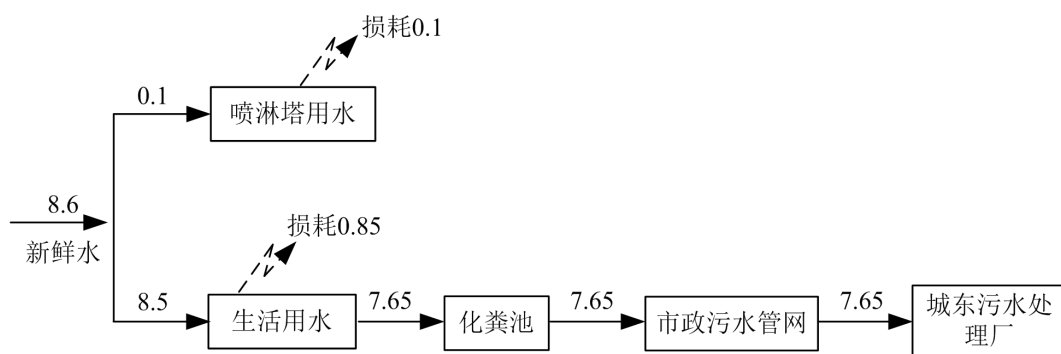 损耗0.1
0.1
喷淋塔用水
8.6
新鲜水
损耗0.85
8.5
生活用水
7.65
化粪池
7.65
市政污水管网
7.65
城东污水处
理厂